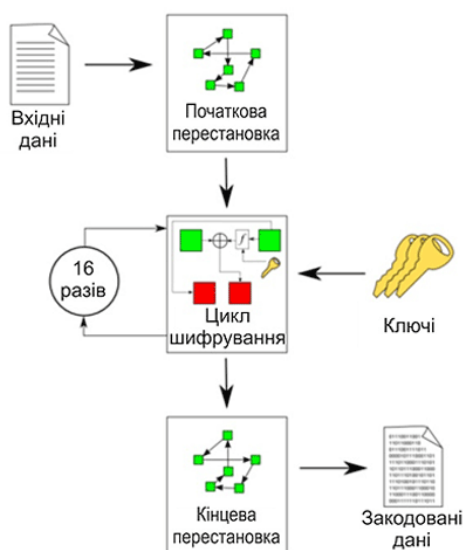 Вхідні
дані
Початкова
перестановка
16
разів
f
Цикл
шифрування
Ключі
Кінцева
перестановка
Закодовані
дані